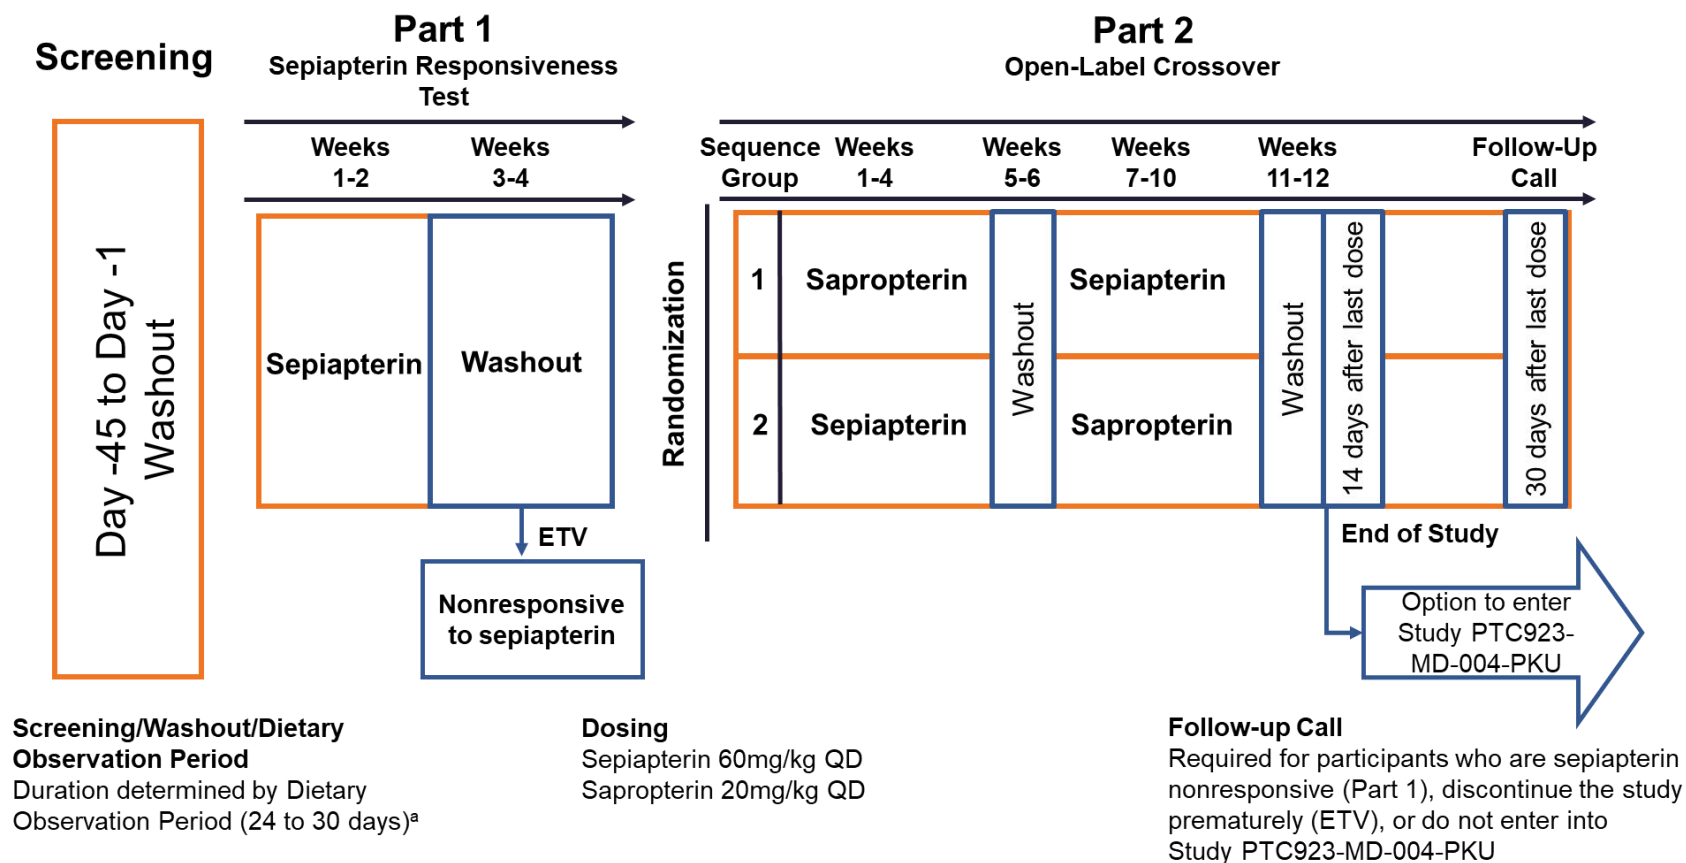 Screening
Day -45 to Day -1
Washout
Part 1
Sepiapterin Responsiveness
Test
Weeks
1-2
Weeks
3-4
Sepiapterin
Washout
ETV
Nonresponsive
to sepiapterin
Part 2
Open-Label Crossover
Sequence
Group
Weeks
1-4
Weeks
5-6
Weeks
7-10
Weeks
11-12
Follow-Up
Call
Randomization
1
Sapropterin
Washout
Sepiapterin
Washout
14 days after last dose
30 days after last dose
2
Sepiapterin
Sapropterin
End of Study
Option to enter
Study PTC923-
MD-004-PKU
Screening/Washout/Dietary
Observation Period
Duration determined by Dietary
Observation Period (24 to 30 days)ª
Dosing
Sepiapterin 60mg/kg QD
Sapropterin 20mg/kg QD
Follow-up Call
Required for participants who are sepiapterin
nonresponsive (Part 1), discontinue the study
prematurely (ETV), or do not enter into
Study PTC923-MD-004-PKU